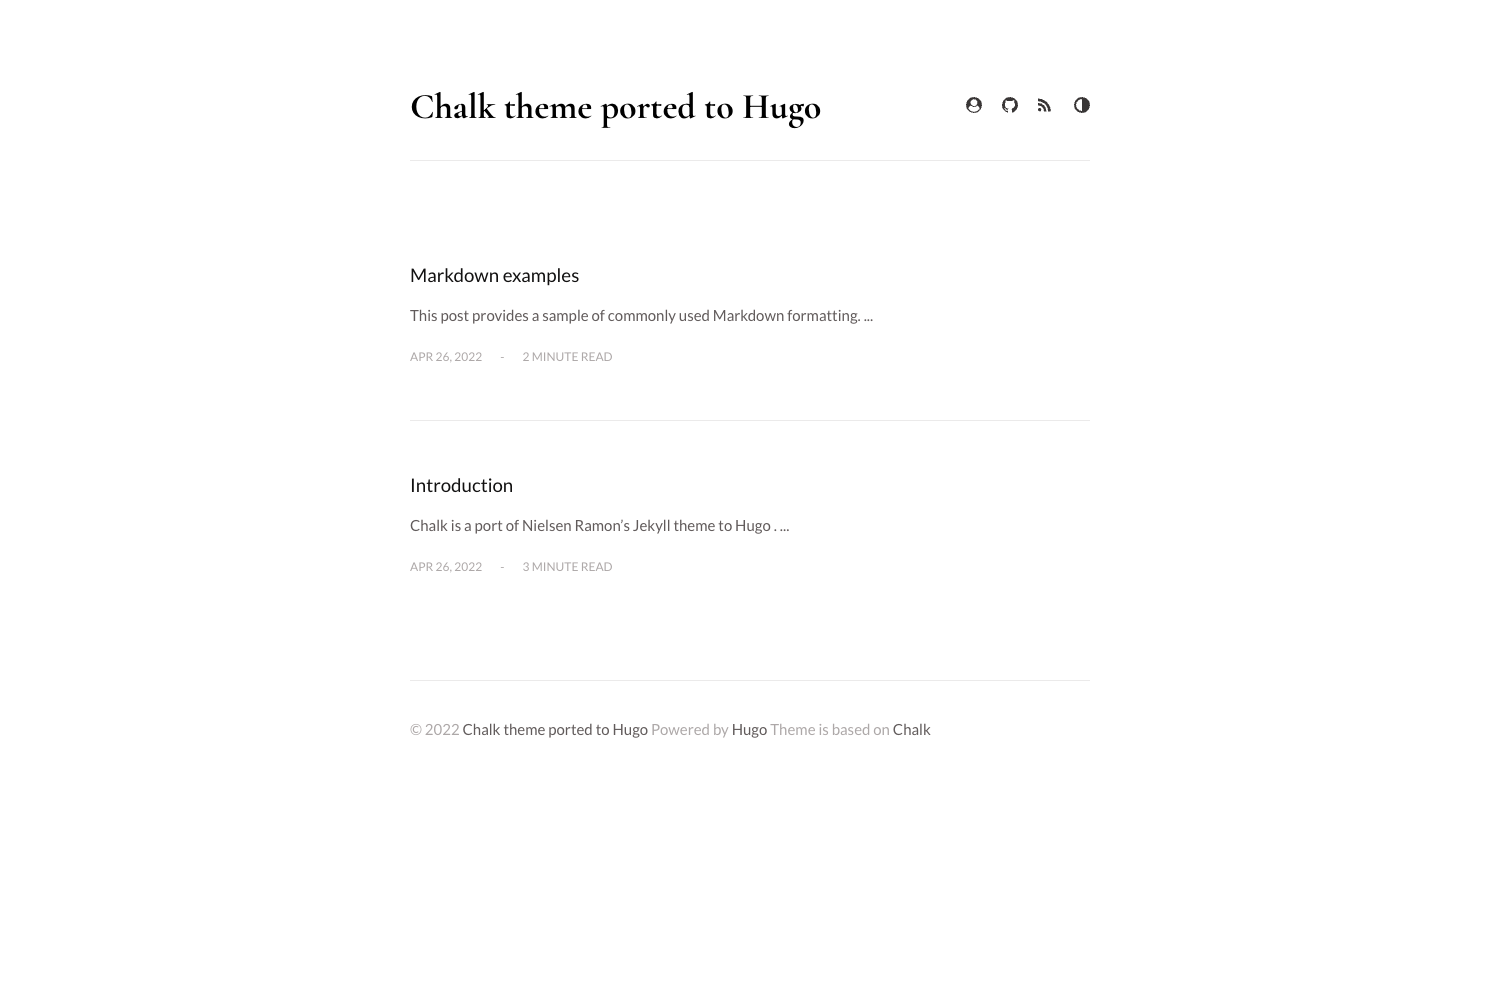 Chalk theme ported to Hugo
Markdown examples
This post provides a sample of commonly used Markdown formatting. ...
APR 26, 2022 - 2 MINUTE READ
Introduction
Chalk is a port of Nielsen Ramon’s Jekyll theme to Hugo . ...
APR 26, 2022 - 3 MINUTE READ
© 2022 Chalk theme ported to Hugo Powered by Hugo Theme is based on Chalk